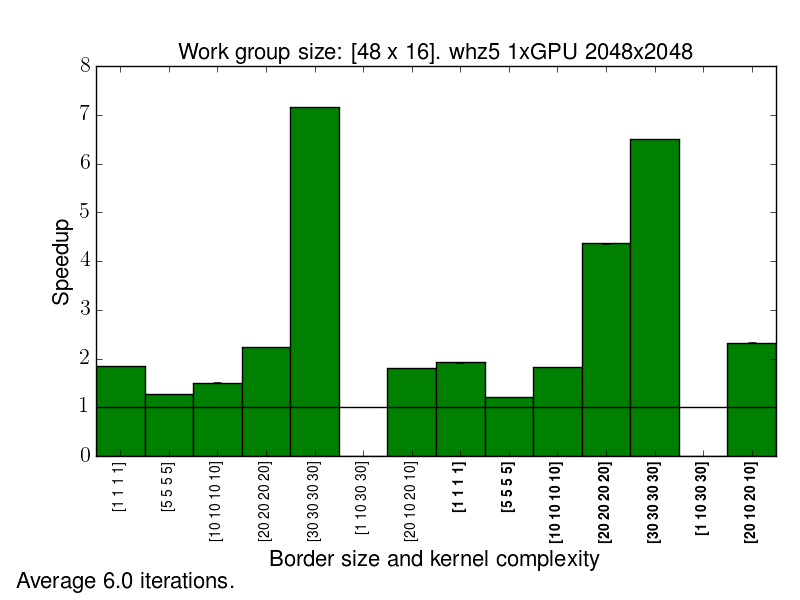 Work group size: [48 x 16]. whz5 1xGPU 2048x2048
8
7
6
5
4
3
2
1
0
Speedup
[1 1 1 1]
[5 5 5 5]
[10 10 10 10]
[20 20 20 20]
[30 30 30 30]
[1 10 30 30]
[20 10 20 10]
[1 1 1 1]
[5 5 5 5]
[10 10 10 10]
[20 20 20 20]
[30 30 30 30]
[1 10 30 30]
[20 10 20 10]
Border size and kernel complexity
Average 6.0 iterations.